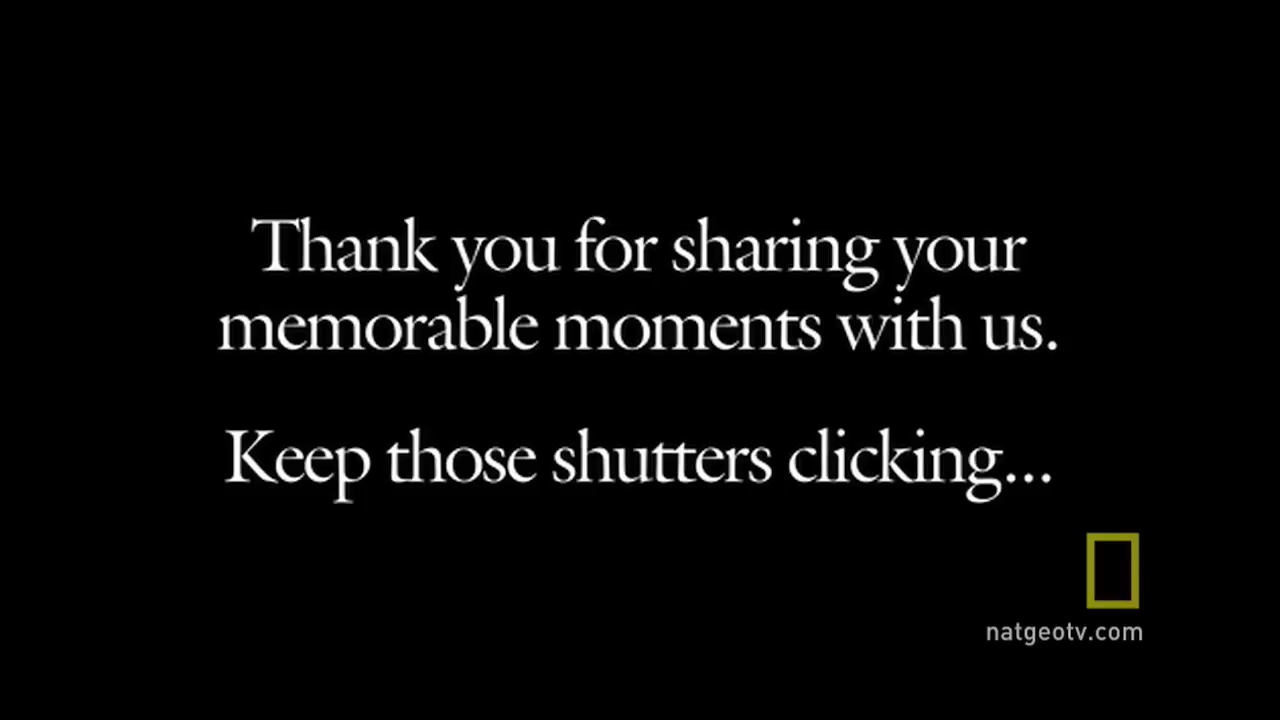 Thank you for sharing your
memorable moments with us.
Keep those shutters clicking...
natgeotv.com